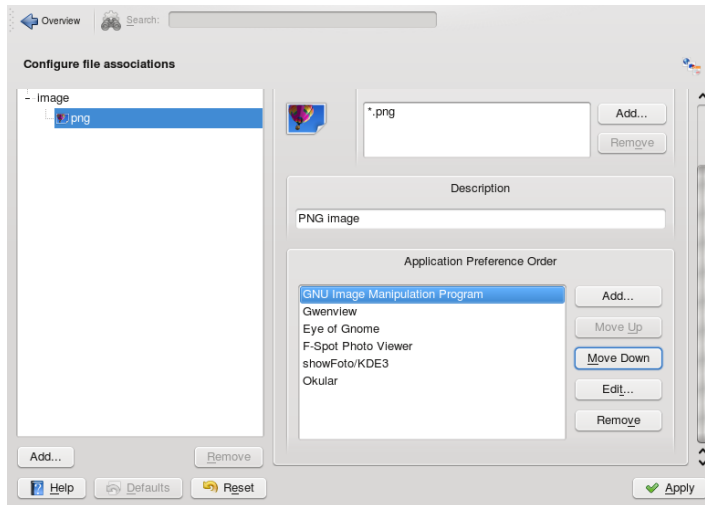 Overview
Search:
Configure file associations
image
png
*.png
Add...
Remove
Description
PNG image
Application Preference Order
GNU Image Manipulation Program
Gwenview
Eye of Gnome
F-Spot Photo Viewer
showFoto/KDE3
Okular
Add...
Move Up
Move Down
Edit...
Remove
Add...
Remove
Help
Defaults
Reset
Apply